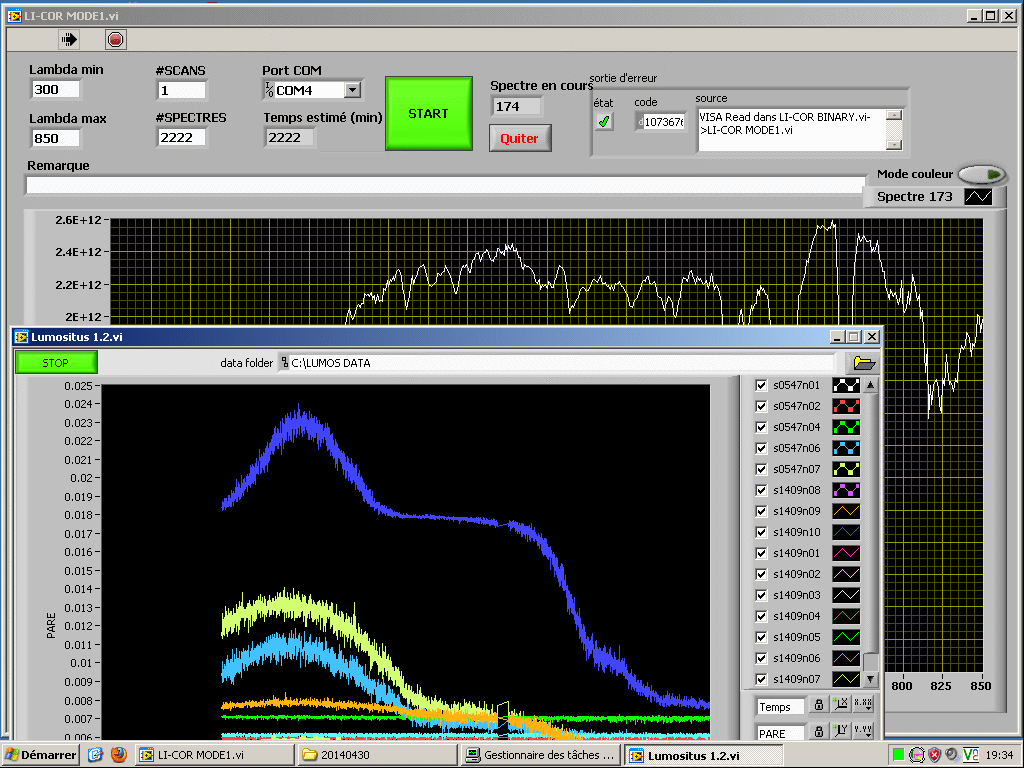 LI-COR MODE1.vi
Lambda min
300
Lambda max
850
#SCANS
1
#SPECTRES
2222
Port COM
COM4
Temps estimé (min)
2222
START
Spectre en cours
174
Quiter
sortie d'erreur
état
code
source
VISA Read dans LI-COR BINARY.vi-
>LI-COR MODE1.vi
Remarque
Mode couleur
Spectre 173
2.6E+12
2.4E+12
2.2E+12
2E+12
800 825 850
Lumositus 1.2.vi
STOP
data folder
C:\LUMOS DATA
PARE
0.025
0.024
0.023
0.022
0.021
0.02
0.019
0.018
0.017
0.016
0.015
0.014
0.013
0.012
0.011
0.01
0.009
0.008
0.007
s0547n01
s0547n02
s0547n04
s0547n06
s0547n07
s1409n08
s1409n09
s1409n10
s1409n01
s1409n02
s1409n03
s1409n04
s1409n05
s1409n06
s1409n07
Temps
PARE
Démarrer
LI-COR MODE1.vi
20140430
Gestionnaire des tâches ...
Lumositus 1.2.vi
19:34